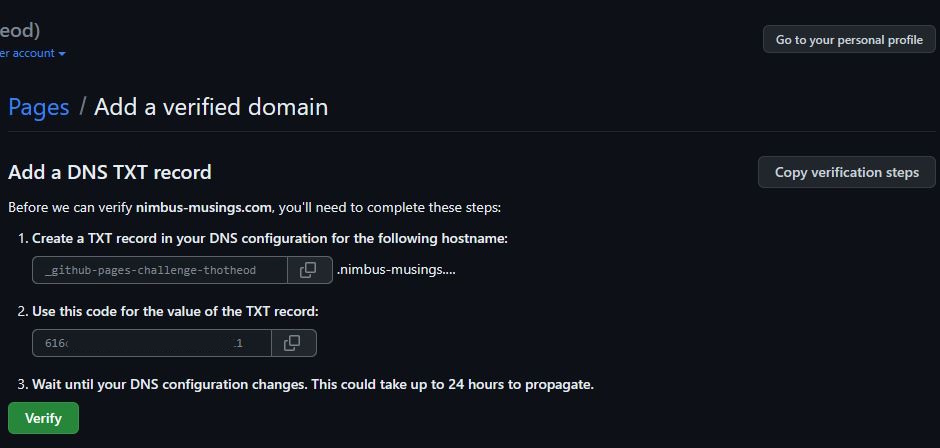 eod)
er account
Go to your personal profile
Pages / Add a verified domain
Add a DNS TXT record
Copy verification steps
Before we can verify nimbus-musings.com, you'll need to complete these steps:
1. Create a TXT record in your DNS configuration for the following hostname:
_github-pages-challenge-thotheod .nimbus-musings....
2. Use this code for the value of the TXT record:
616 .1
3. Wait until your DNS configuration changes. This could take up to 24 hours to propagate.
Verify